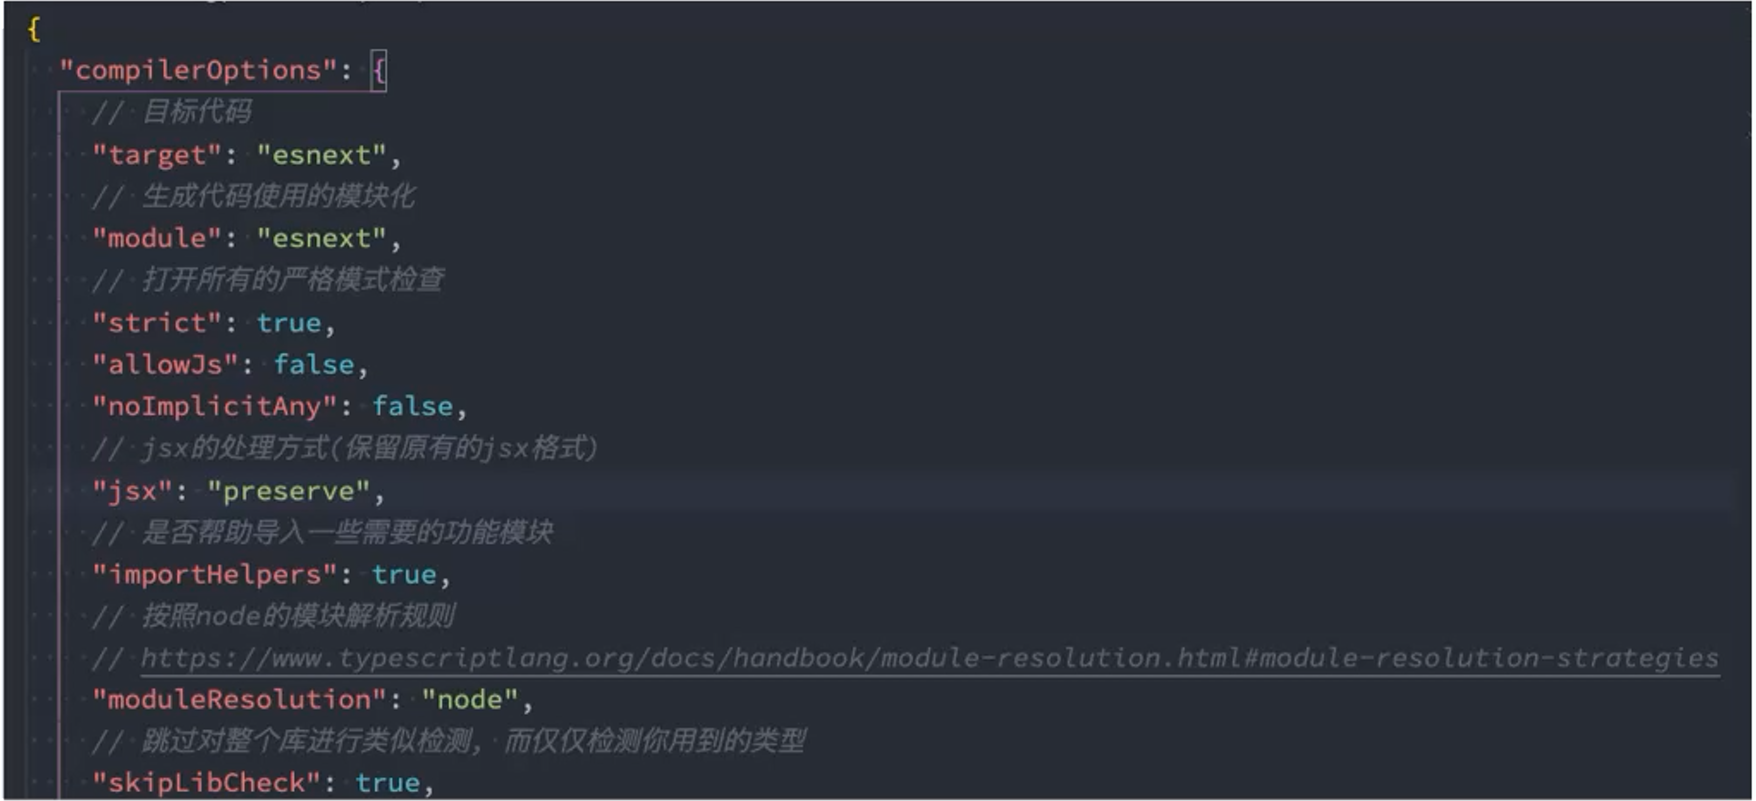 {
"compilerOptions": {
// 目标代码
"target": "esnext",
// 生成代码使用的模块化
"module": "esnext",
// 打开所有的严格模式检查
"strict": true,
"allowJs": false,
"noImplicitAny": false,
// jsx的处理方式(保留原有的jsx格式)
"jsx": "preserve",
// 是否帮助导入一些需要的功能模块
"importHelpers": true,
// 按照node的模块解析规则
// https://www.typescriptlang.org/docs/handbook/module-resolution.html#module-resolution-strategies
"moduleResolution": "node",
// 跳过对整个库进行类似检测, 而仅仅检测你用到的类型
"skipLibCheck": true,